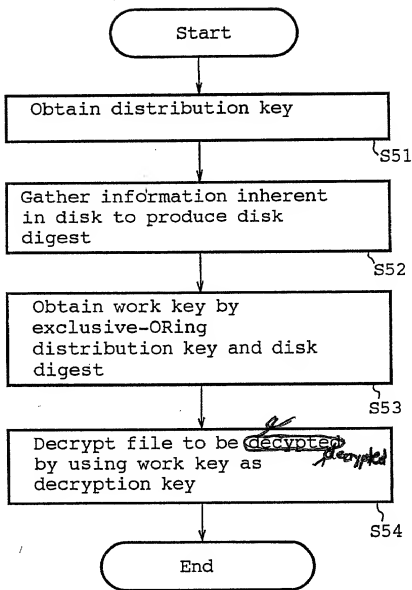 Start
Obtain distribution key
S51
Gather information inherent
in disk to produce disk
digest
S52
Obtain work key by
exclusive-ORing
distribution key and disk
digest
S53
Decrypt file to be decypted
decrypted
by using work key as
decryption key
S54
End